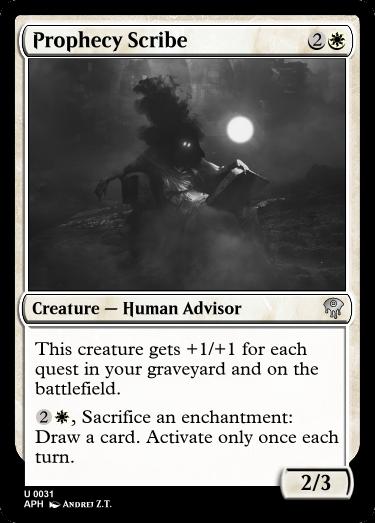 Prophecy Scribe 2
Creature — Human Advisor
This creature gets +1/+1 for each
quest in your graveyard and on the
battlefield.
2, Sacrifice an enchantment:
Draw a card. Activate only once each
turn.
2/3
U 0031
APH Andrej Z.T.